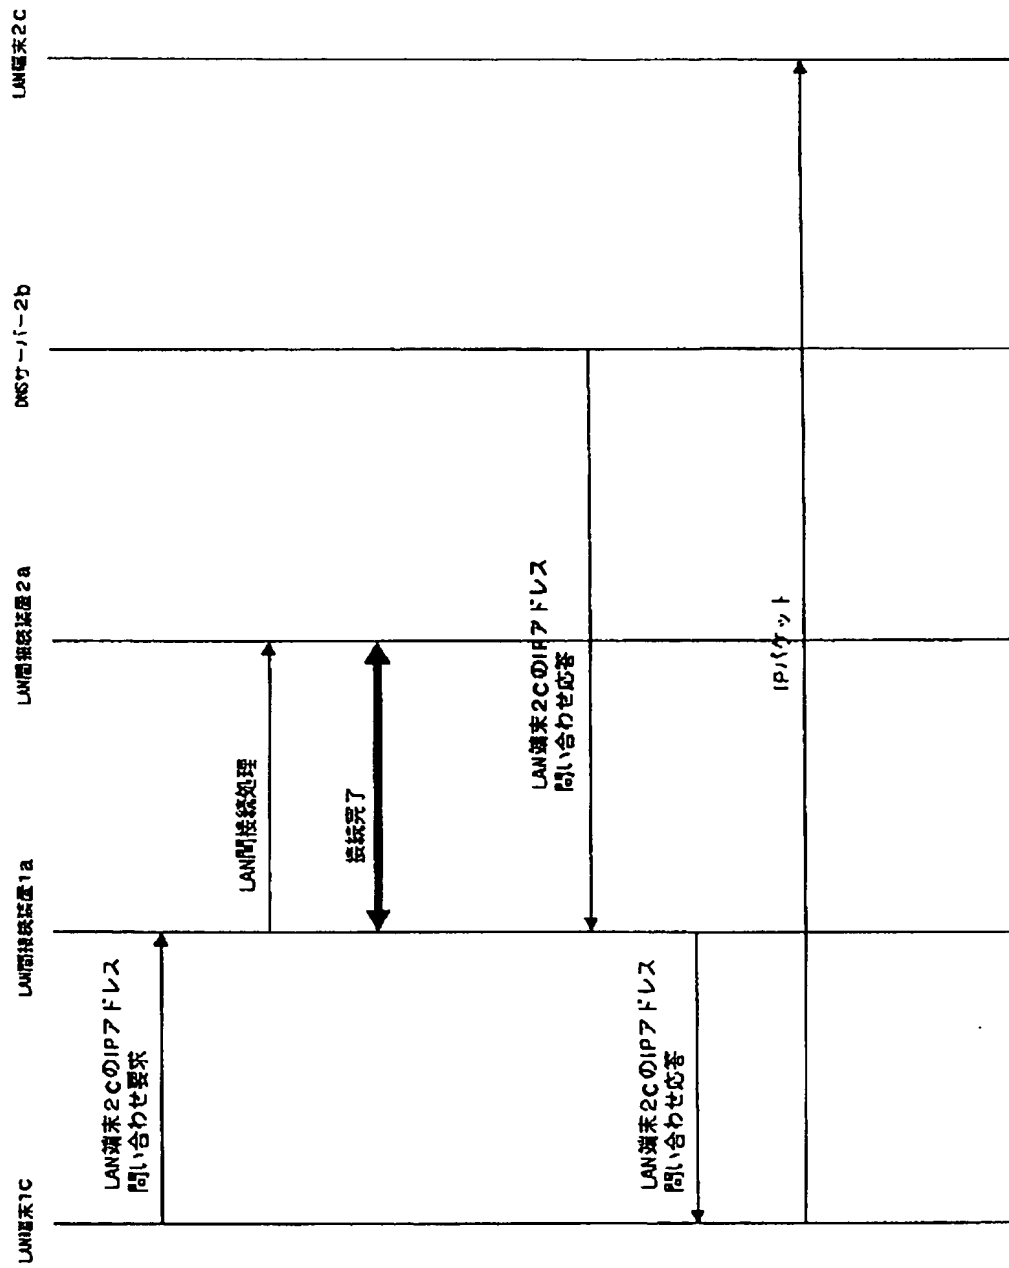 LAN端末1C
LAN間接続装置1a
LAN間接続装置2a
DNSサーバー2b
LAN端末2C
LAN端末2CのIPアドレス
問い合わせ要求
LAN間接続処理
接続完了
LAN端末2CのIPアドレス
問い合わせ応答
LAN端末2CのIPアドレス
問い合わせ応答
IPパケット